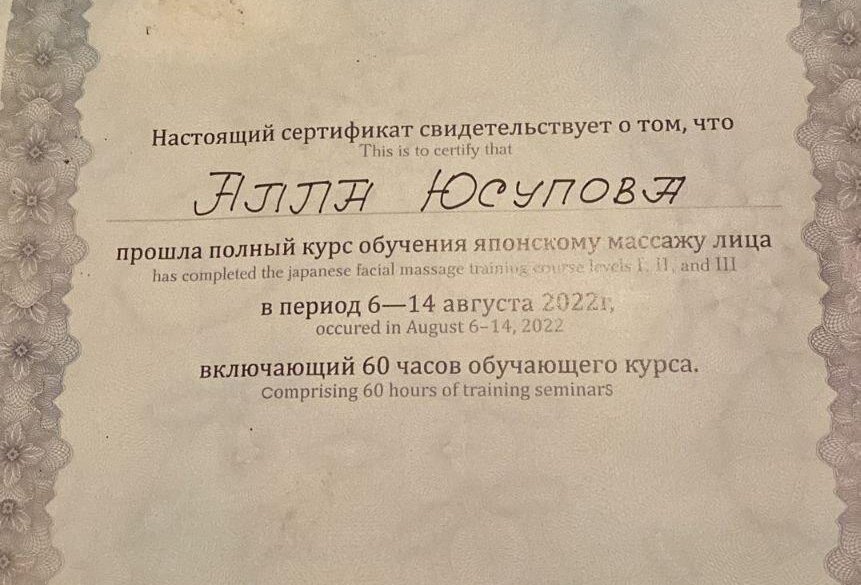 Настоящий сертификат свидетельствует о том, что
This is to certify that
АЛЛА ЮСУПОВА
прошла полный курс обучения японскому массажу лица
has completed the japanese facial massage training course levels I, II, and III
в период 6—14 августа 2022г,
occured in August 6–14, 2022
включающий 60 часов обучающего курса.
Comprising 60 hours of training seminars